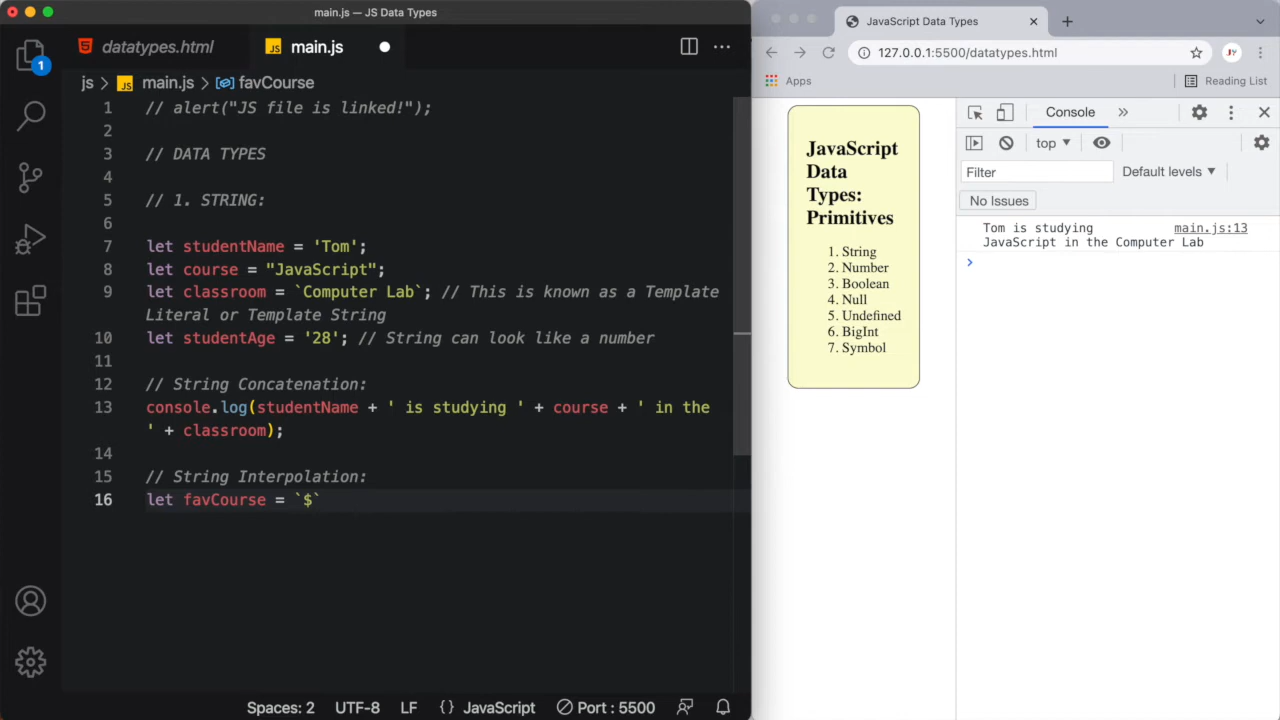 main.js — JS Data Types
datatypes.html
JS main.js
1
js > JS main.js > favCourse
1 // alert("JS file is linked!");
2
3 // DATA TYPES
4
5 // 1. STRING:
6
7 let studentName = 'Tom';
8 let course = "JavaScript";
9 let classroom = `Computer Lab`; // This is known as a Template
Literal or Template String
10 let studentAge = '28'; // String can look like a number
11
12 // String Concatenation:
13 console.log(studentName + ' is studying ' + course + ' in the
' + classroom);
14
15 // String Interpolation:
16 let favCourse = `$`
Spaces: 2 UTF-8 LF {} JavaScript Port : 5500
JavaScript Data Types
127.0.0.1:5500/datatypes.html
JY
Apps
Reading List
JavaScript
Data
Types:
Primitives
1. String
2. Number
3. Boolean
4. Null
5. Undefined
6. BigInt
7. Symbol
Console
top
Filter
Default levels
No Issues
Tom is studying main.js:13
JavaScript in the Computer Lab